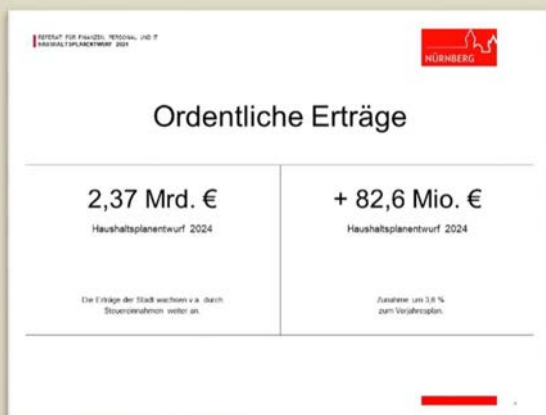 REFERAT FÜR FINANZEN, PERSONAL UND IT
HAUSHALTSPLANENTWURF 2024
NÜRNBERG
Ordentliche Erträge
2,37 Mrd. €
Haushaltsplanentwurf 2024
Die Erträge der Stadt wachsen v.a. durch
Steuereinnahmen weiter an.
+ 82,6 Mio. €
Haushaltsplanentwurf 2024
Zunahme um 3,6 %
zum Vorjahresplan.